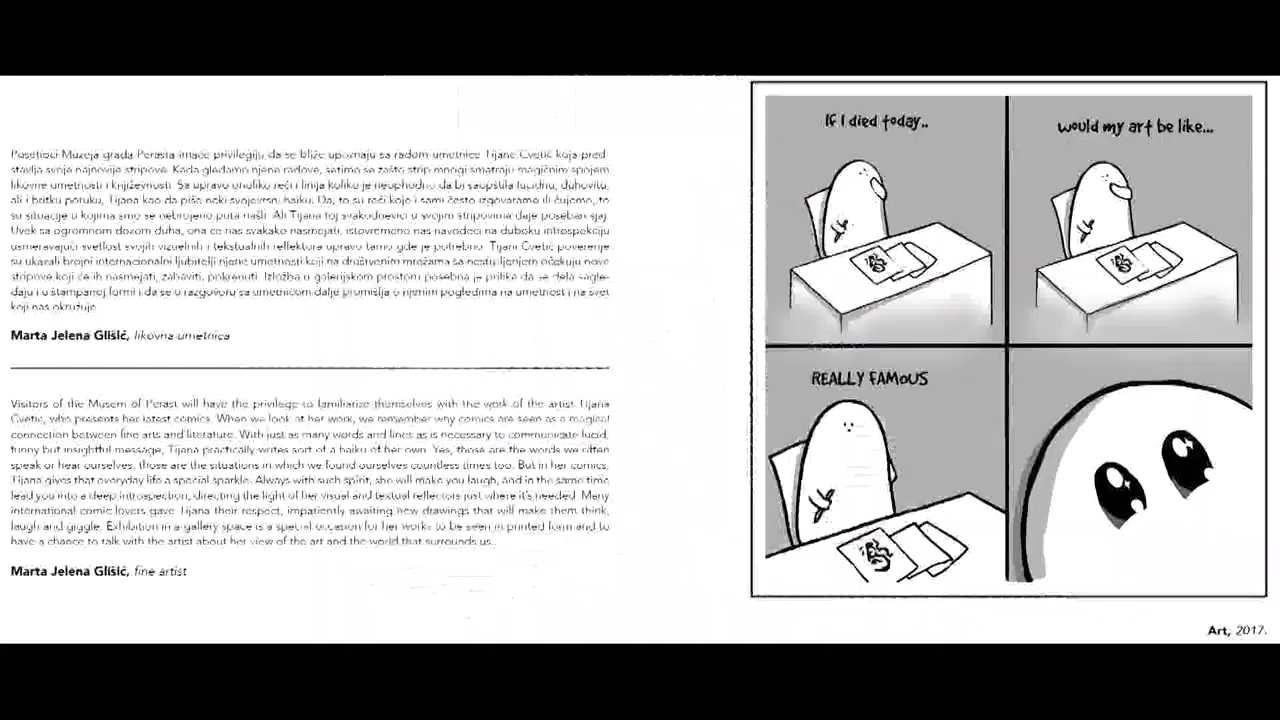 Posetioci Muzeja grada Perasta imaće privilegiju da se bliže upoznaju sa radom umetnice Tijane Cvetić koja pred-
stavlja svoje najnovije stripove. Kada gledamo njene radove, setimo se zašto strip mnogi smatraju magičnim spojem
likovne umetnosti i književnosti. Sa upravo onoliko reči i linija koliko je neophodno da bi saopštila lucidnu, duhovitu,
ali i britku poruku, Tijana kao da piše neki svojevrsni haiku. Da, to su reči koje i sami često izgovaramo ili čujemo, to
su situacije u kojima smo se nebrojeno puta našli. Ali Tijana toj svakodnevici u svojim stripovima daje poseban sjaj.
Uvek sa ogromnom dozom duha, ona će nas svakako nasmejati, istovremeno nas navodeći na duboku introspekciju
usmeravajući svetlost svojih vizuelnih i tekstualnih reflektora upravo tamo gde je potrebno. Tijani Cvetić poverenje
su ukazali brojni internacionalni ljubitelji njene umetnosti koji na društvenim mrežama sa nestrpljenjem očekuju nove
stripove koji će ih nasmejati, zabaviti, pokrenuti. Izložba u galerijskom prostoru posebna je prilika da se dela sagle-
daju i u štampanoj formi i da se u razgovoru sa umetnicom dalje promišlja o njenim pogledima na umetnost i na svet
koji nas okružuje.
Marta Jelena Glišić, likovna umetnica
Visitors of the Musem of Perast will have the privilege to familiarize themselves with the work of the artist Tijana
Cvetic, who presents her latest comics. When we look at her work, we remember why comics are seen as a magical
connection between fine arts and literature. With just as many words and lines as is necessary to communicate lucid,
funny but insightful message, Tijana practically writes sort of a haiku of her own. Yes, those are the words we often
speak or hear ourselves, those are the situations in which we found ourselves countless times too. But in her comics,
Tijana gives that everyday life a special sparkle. Always with such spirit, she will make you laugh, and in the same time
lead you into a deep introspection, directing the light of her visual and textual reflectors just where it's needed. Many
international comic lovers gave Tijana their respect, impatiently awaiting new drawings that will make them think,
laugh and giggle. Exhibition in a gallery space is a special occasion for her works to be seen in printed form and to
have a chance to talk with the artist about her view of the art and the world that surrounds us.
Marta Jelena Glišić, fine artist
If I died today..
would my art be like...
REALLY FAMOUS
Art, 2017.